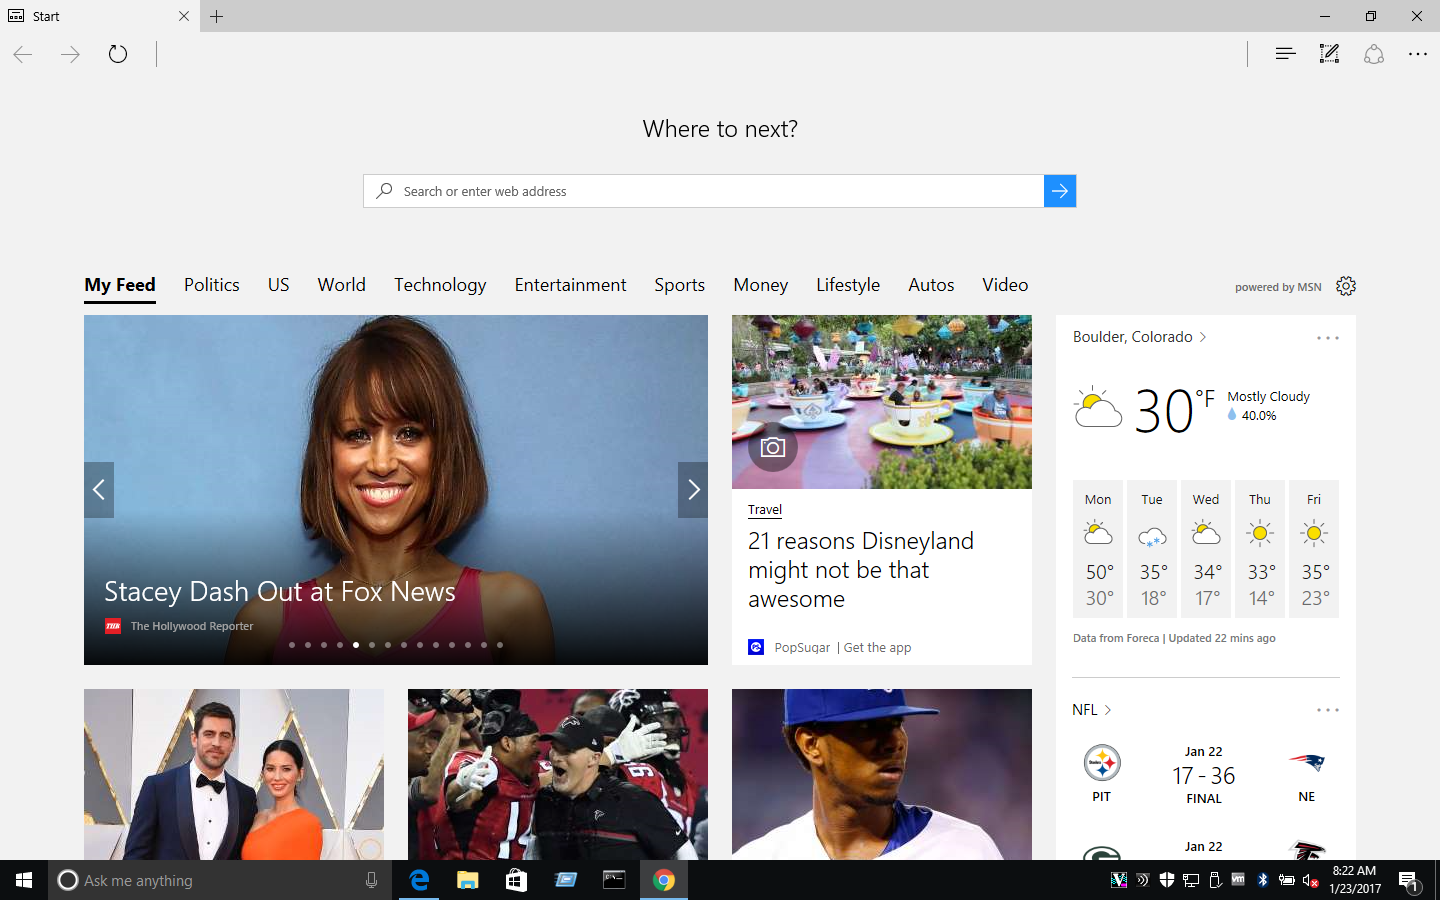 Start
Where to next?
Search or enter web address
My Feed Politics US World Technology Entertainment Sports Money Lifestyle Autos Video
powered by MSN
Stacey Dash Out at Fox News
THR The Hollywood Reporter
Travel
21 reasons Disneyland
might not be that
awesome
PopSugar | Get the app
Boulder, Colorado
30°F
Mostly Cloudy
40.0%
Mon Tue Wed Thu Fri
50° 35° 34° 33° 35°
30° 18° 17° 14° 23°
Data from Foreca | Updated 22 mins ago
NFL
Jan 22
17 - 36
PIT FINAL NE
Jan 22
Ask me anything
8:22 AM
1/23/2017
1